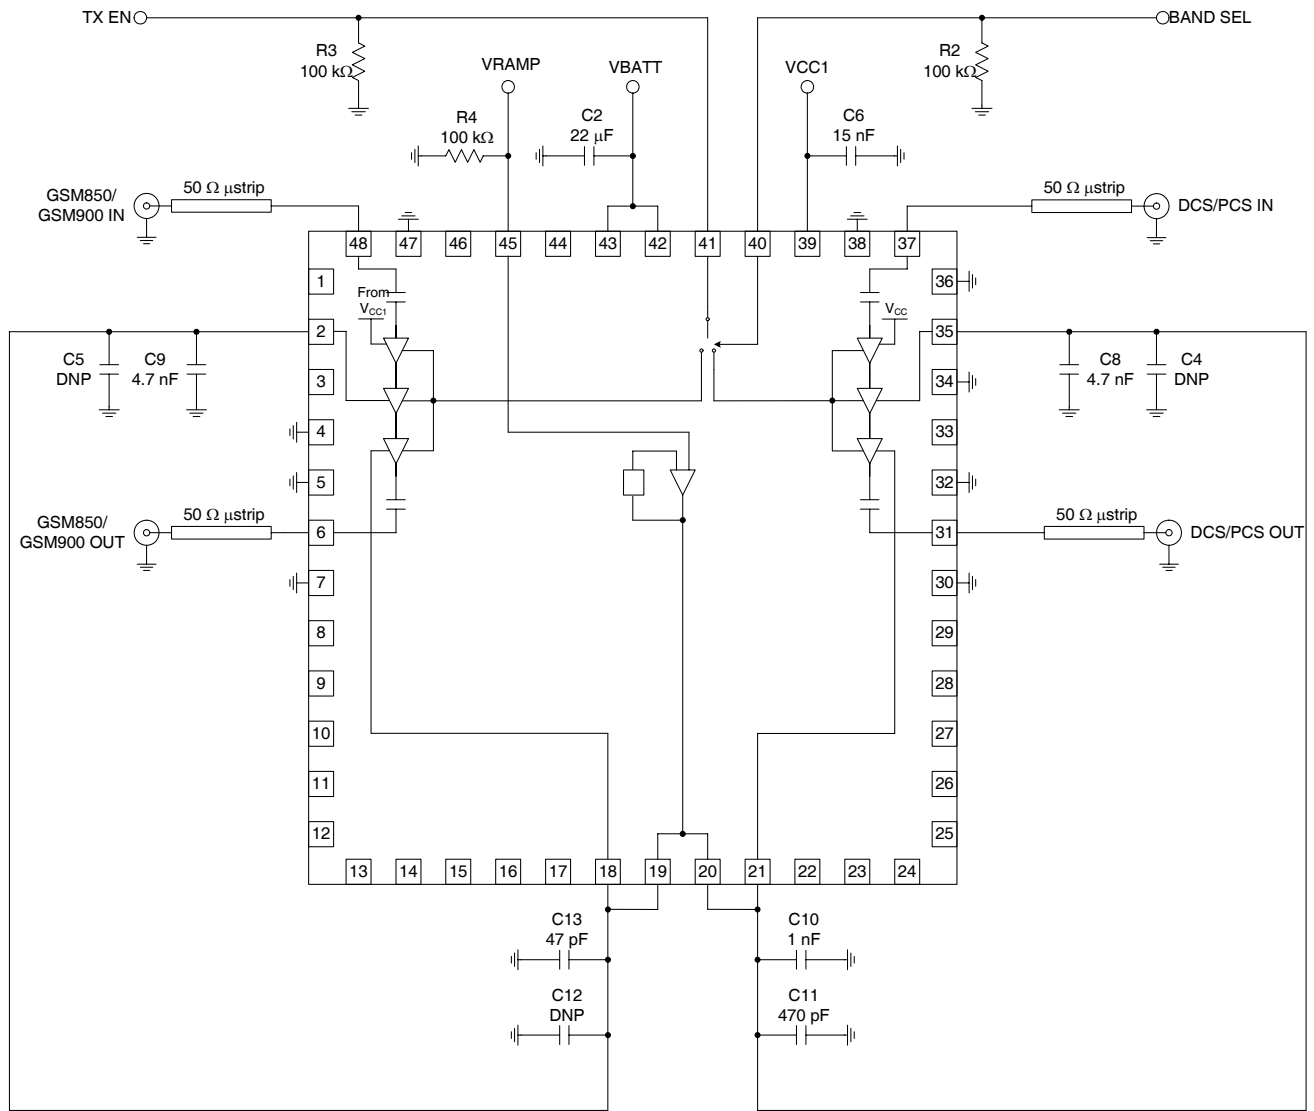 TX EN
BAND SEL
R3
100 kΩ
R2
100 kΩ
VRAMP
VBATT
VCC1
R4
100 kΩ
C2
22 μF
C6
15 nF
GSM850/
GSM900 IN
50 Ω μstrip
50 Ω μstrip
DCS/PCS IN
48
47
46
45
44
43
42
41
40
39
38
37
1
36
From
VCC1
VCC
2
35
C5
DNP
C9
4.7 nF
C8
4.7 nF
C4
DNP
3
34
4
33
5
32
GSM850/
GSM900 OUT
50 Ω μstrip
6
31
50 Ω μstrip
DCS/PCS OUT
7
30
8
29
9
28
10
27
11
26
12
25
13
14
15
16
17
18
19
20
21
22
23
24
C13
47 pF
C10
1 nF
C12
DNP
C11
470 pF